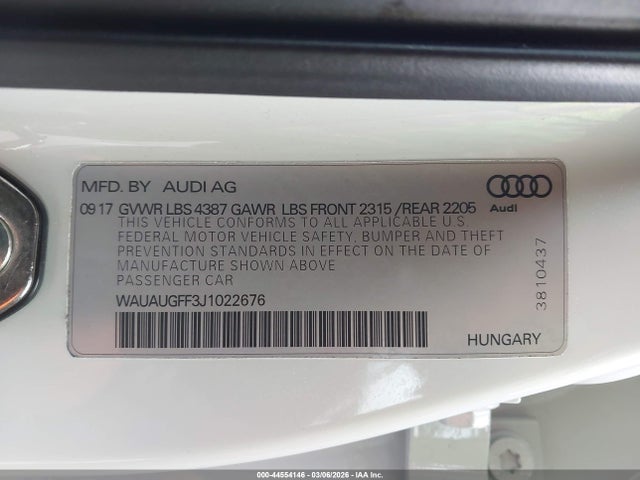 MFD. BY AUDI AG
09 17 GVWR LBS 4387 GAWR LBS FRONT 2315 /REAR 2205
Audi
THIS VEHICLE CONFORMS TO ALL APPLICABLE U.S
FEDERAL MOTOR VEHICLE SAFETY, BUMPER AND THEFT
PREVENTION STANDARDS IN EFFECT ON THE DATE OF
MANUFACTURE SHOWN ABOVE
PASSENGER CAR
WAUAUGFF3J1022676
3810437
HUNGARY
000-44554146 - 03/06/2026 - IAA Inc.